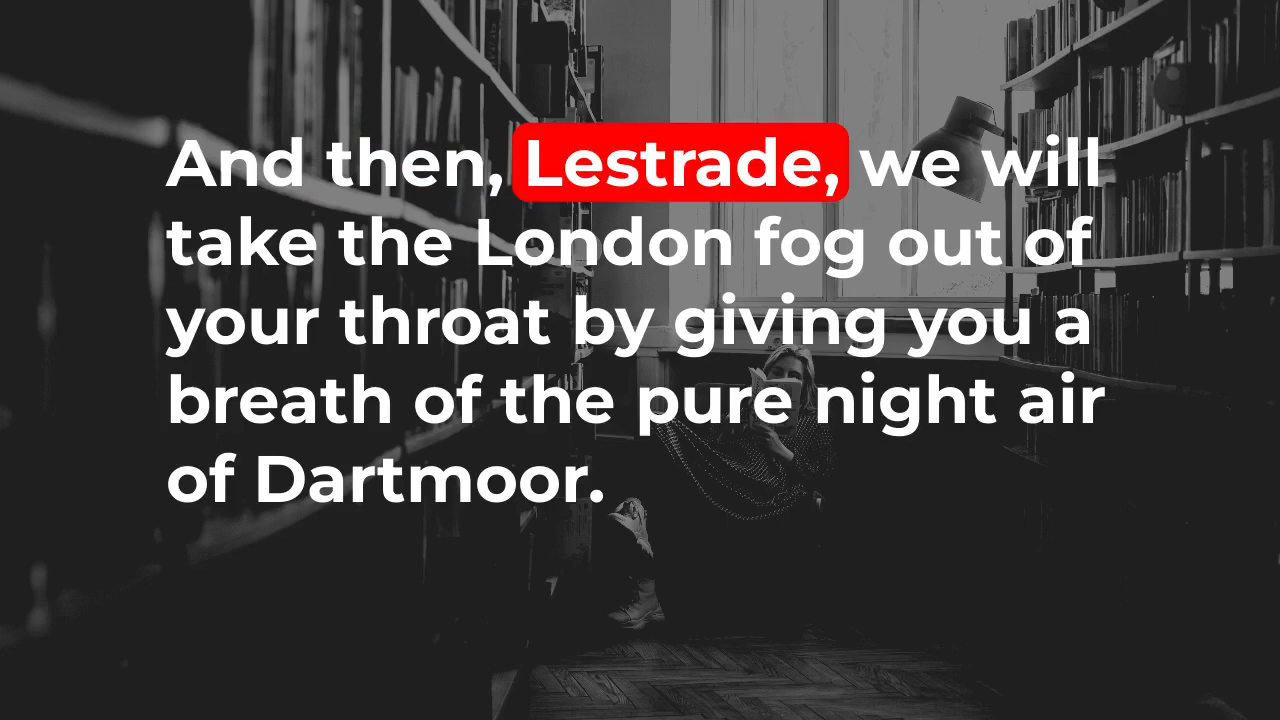 And then, Lestrade, we will
take the London fog out of
your throat by giving you a
breath of the pure night air
of Dartmoor.